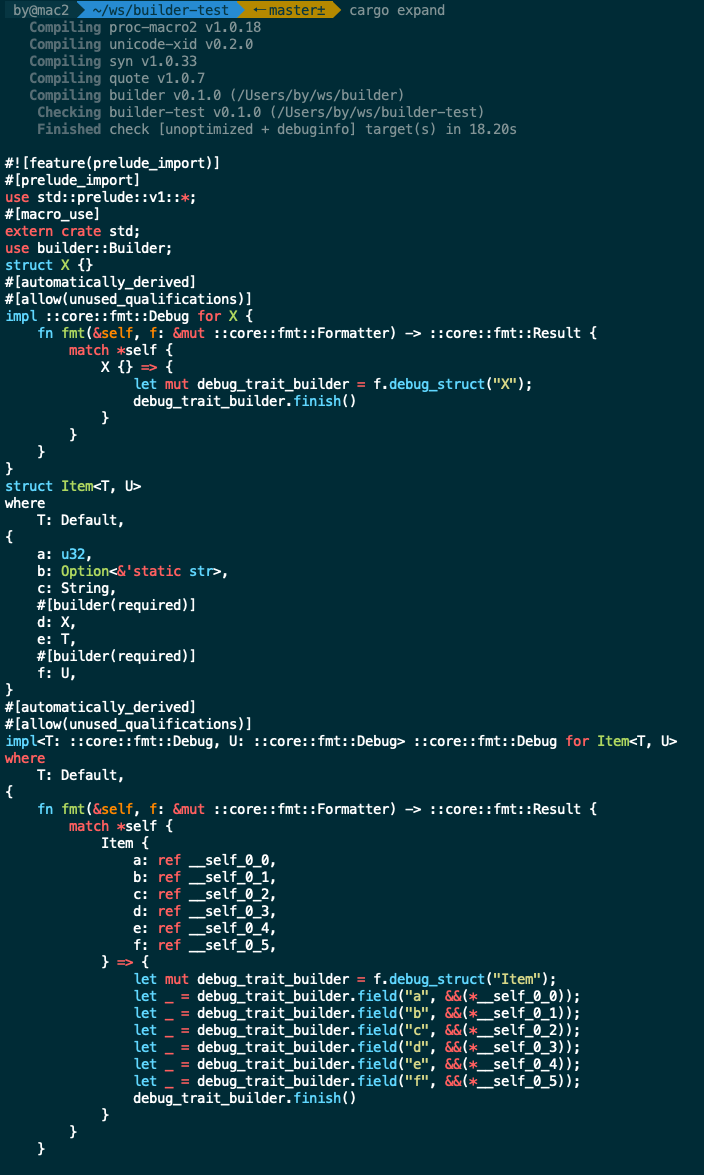 by@mac2 ~/ws/builder-test ←master± cargo expand
   Compiling proc-macro2 v1.0.18
   Compiling unicode-xid v0.2.0
   Compiling syn v1.0.33
   Compiling quote v1.0.7
   Compiling builder v0.1.0 (/Users/by/ws/builder)
    Checking builder-test v0.1.0 (/Users/by/ws/builder-test)
    Finished check [unoptimized + debuginfo] target(s) in 18.20s

#![feature(prelude_import)]
#[prelude_import]
use std::prelude::v1::*;
#[macro_use]
extern crate std;
use builder::Builder;
struct X {}
#[automatically_derived]
#[allow(unused_qualifications)]
impl ::core::fmt::Debug for X {
    fn fmt(&self, f: &mut ::core::fmt::Formatter) -> ::core::fmt::Result {
        match *self {
            X {} => {
                let mut debug_trait_builder = f.debug_struct("X");
                debug_trait_builder.finish()
            }
        }
    }
}
struct Item<T, U>
where
    T: Default,
{
    a: u32,
    b: Option<&'static str>,
    c: String,
    #[builder(required)]
    d: X,
    e: T,
    #[builder(required)]
    f: U,
}
#[automatically_derived]
#[allow(unused_qualifications)]
impl<T: ::core::fmt::Debug, U: ::core::fmt::Debug> ::core::fmt::Debug for Item<T, U>
where
    T: Default,
{
    fn fmt(&self, f: &mut ::core::fmt::Formatter) -> ::core::fmt::Result {
        match *self {
            Item {
                a: ref __self_0_0,
                b: ref __self_0_1,
                c: ref __self_0_2,
                d: ref __self_0_3,
                e: ref __self_0_4,
                f: ref __self_0_5,
            } => {
                let mut debug_trait_builder = f.debug_struct("Item");
                let _ = debug_trait_builder.field("a", &&(*__self_0_0));
                let _ = debug_trait_builder.field("b", &&(*__self_0_1));
                let _ = debug_trait_builder.field("c", &&(*__self_0_2));
                let _ = debug_trait_builder.field("d", &&(*__self_0_3));
                let _ = debug_trait_builder.field("e", &&(*__self_0_4));
                let _ = debug_trait_builder.field("f", &&(*__self_0_5));
                debug_trait_builder.finish()
            }
        }
    }